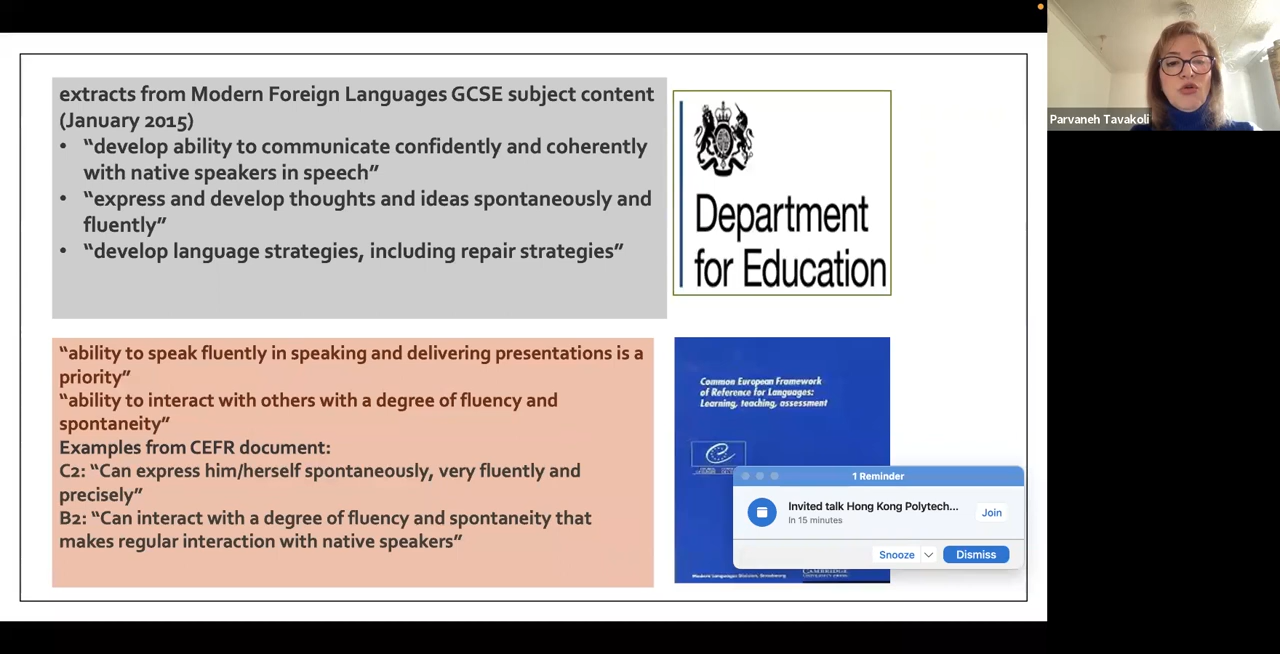 extracts from Modern Foreign Languages GCSE subject content
(January 2015)
• “develop ability to communicate confidently and coherently
with native speakers in speech”
• “express and develop thoughts and ideas spontaneously and
fluently”
• “develop language strategies, including repair strategies”
Department
for Education
Parvaneh Tavakoli
“ability to speak fluently in speaking and delivering presentations is a
priority”
“ability to interact with others with a degree of fluency and
spontaneity”
Examples from CEFR document:
C2: “Can express him/herself spontaneously, very fluently and
precisely”
B2: “Can interact with a degree of fluency and spontaneity that
makes regular interaction with native speakers”
Common European Framework
of Reference for Languages:
Learning, teaching, assessment
1 Reminder
Invited talk Hong Kong Polytech...
In 15 minutes
Join
Snooze
Dismiss
Modern Languages Division, Strasbourg
CAMBRIDGE